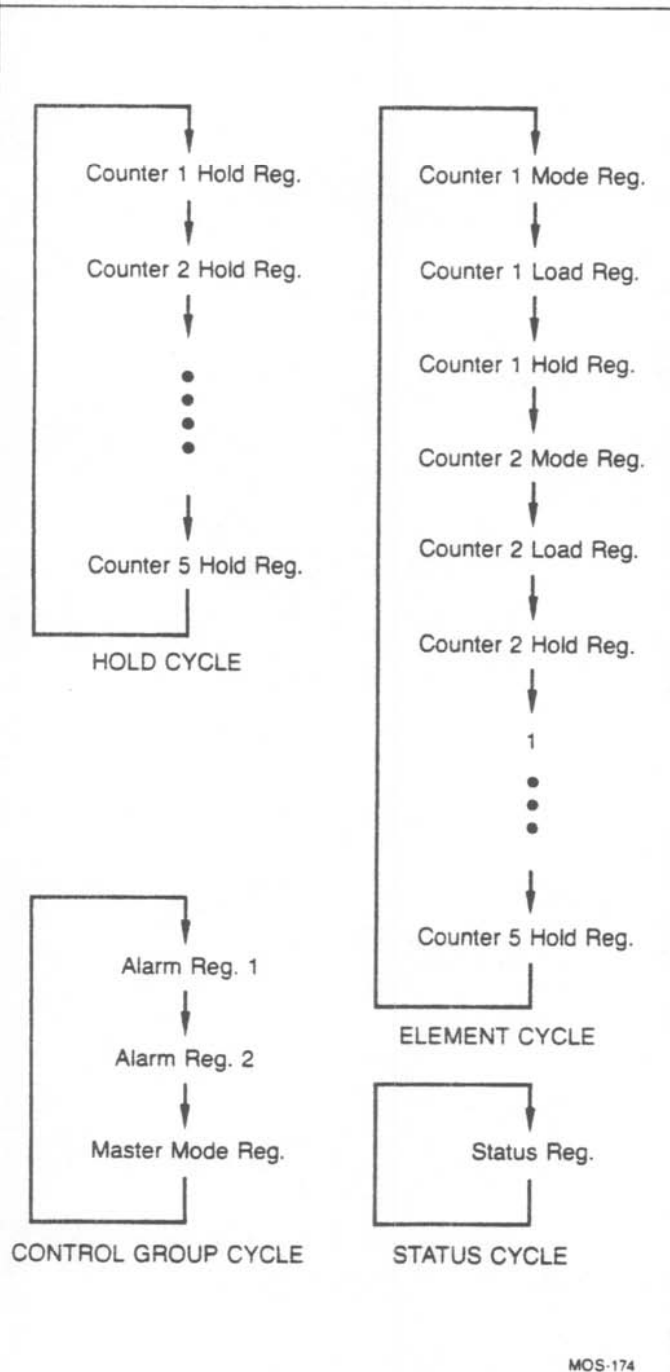 Counter 1 Hold Reg.
Counter 2 Hold Reg.
Counter 5 Hold Reg.
HOLD CYCLE
Counter 1 Mode Reg.
Counter 1 Load Reg.
Counter 1 Hold Reg.
Counter 2 Mode Reg.
Counter 2 Load Reg.
Counter 2 Hold Reg.
1
Counter 5 Hold Reg.
ELEMENT CYCLE
Alarm Reg. 1
Alarm Reg. 2
Master Mode Reg.
CONTROL GROUP CYCLE
Status Reg.
STATUS CYCLE
MOS-174